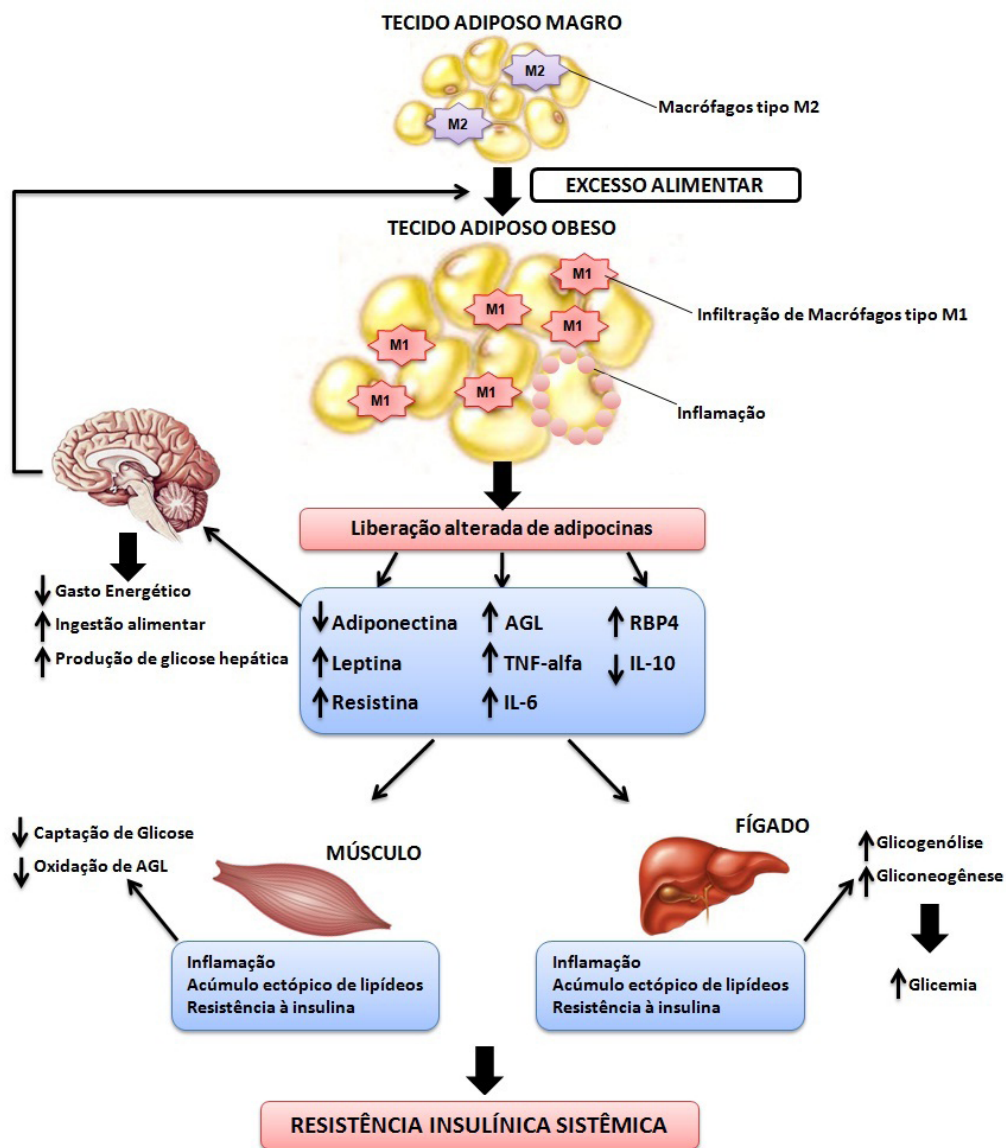 TECIDO ADIPOSO MAGRO
M2
M2
Macrófagos tipo M2
EXCESSO ALIMENTAR
TECIDO ADIPOSO OBESO
M1
M1
M1
M1
M1
M1
Infiltração de Macrófagos tipo M1
Inflamação
Liberação alterada de adipocinas
Gasto Energético
Ingestão alimentar
Produção de glicose hepática
Adiponectina
Leptina
Resistina
AGL
TNF-alfa
IL-6
RBP4
IL-10
Captação de Glicose
Oxidação de AGL
MÚSCULO
Inflamação
Acúmulo ectópico de lipídeos
Resistência à insulina
FÍGADO
Inflamação
Acúmulo ectópico de lipídeos
Resistência à insulina
Glicogenólise
Gliconeogênese
Glicemia
RESISTÊNCIA INSULÍNICA SISTÊMICA